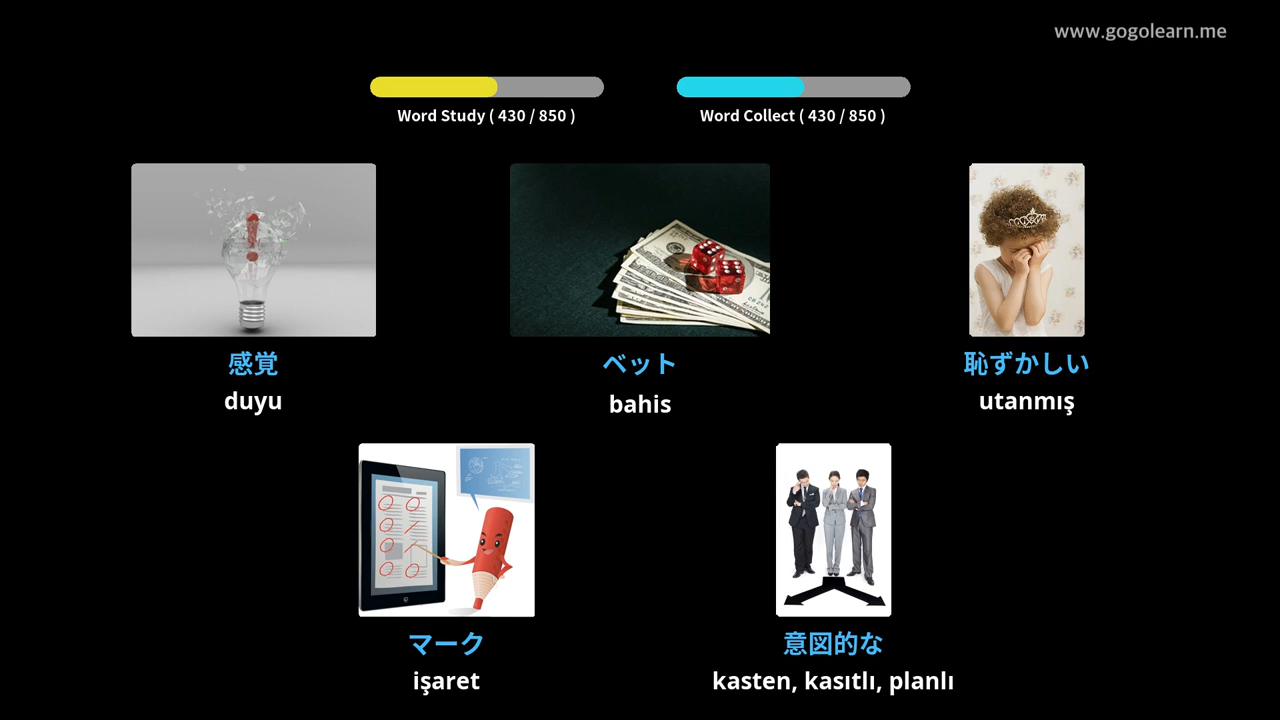 www.gogolearn.me
Word Study ( 430 / 850 )
Word Collect ( 430 / 850 )
感覚
duyu
ベット
bahis
恥ずかしい
utanmış
マーク
işaret
意図的な
kasten, kasıtlı, planlı